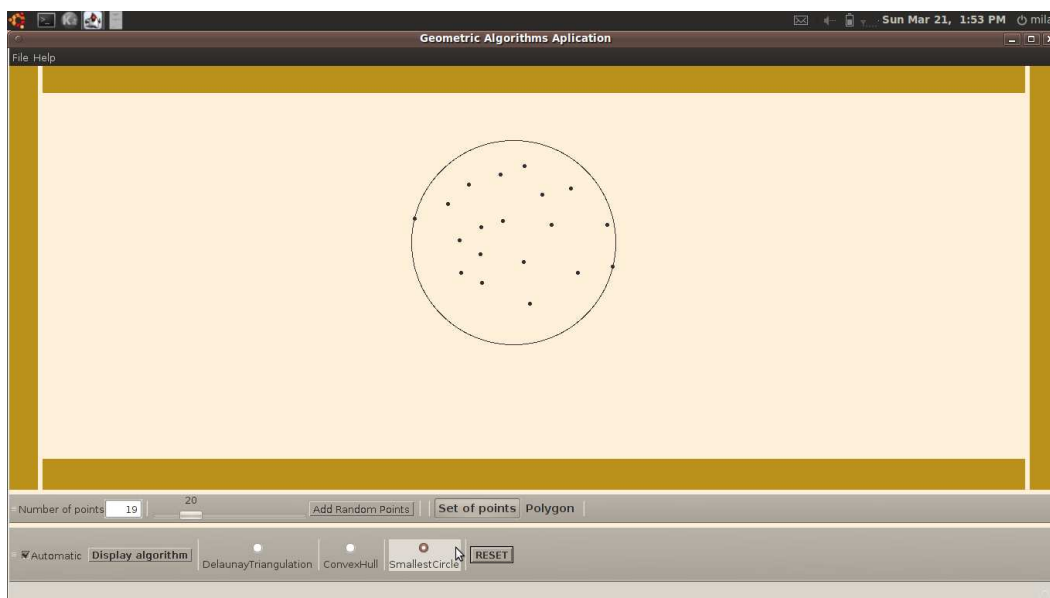 Sun Mar 21, 1:53 PM mila
Geometric Algorithms Aplication
File Help
20
Number of points 19 Add Random Points Set of points Polygon
Automatic Display algorithm DelaunayTriangulation ConvexHull SmallestCircle RESET